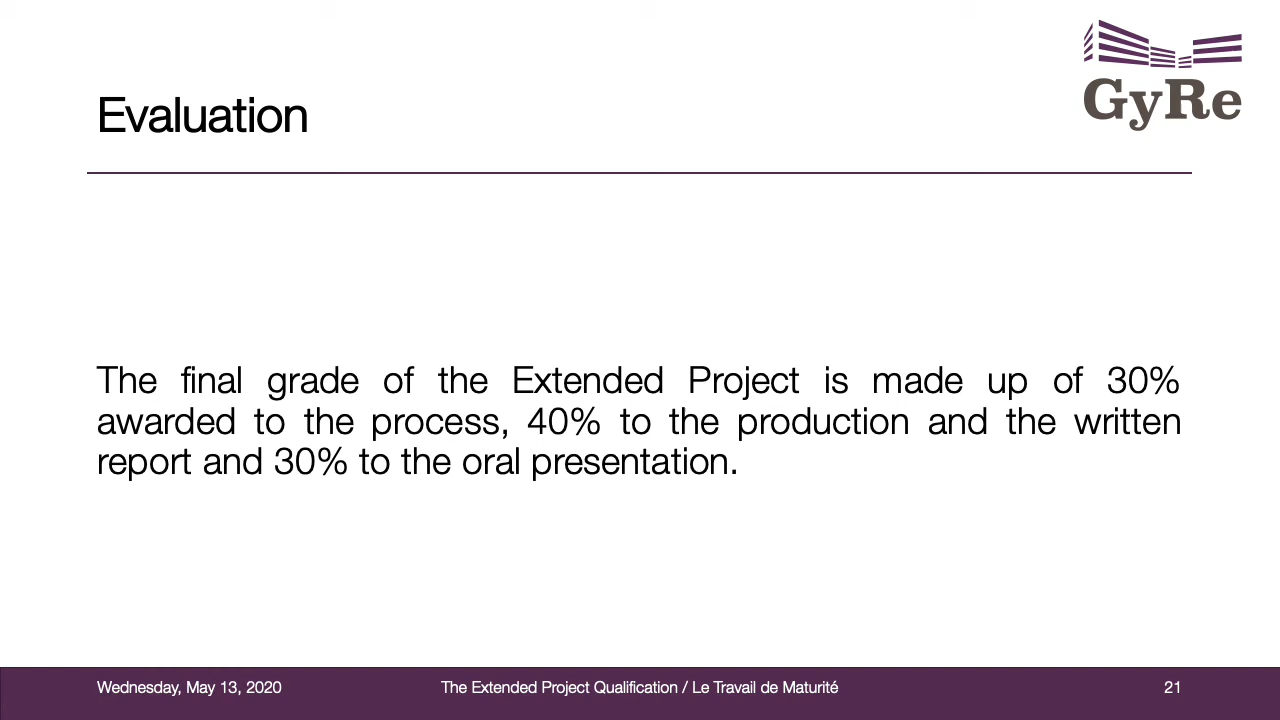 GyRe
Evaluation
The final grade of the Extended Project is made up of 30%
awarded to the process, 40% to the production and the written
report and 30% to the oral presentation.
Wednesday, May 13, 2020
The Extended Project Qualification / Le Travail de Maturité
21